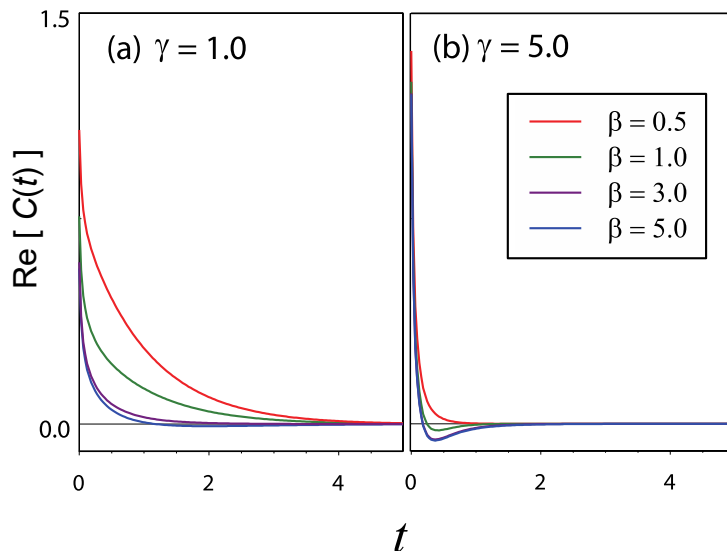 1.5
(a) γ = 1.0
(b) γ = 5.0
β = 0.5
β = 1.0
β = 3.0
β = 5.0
Re [ C(t) ]
0.0
0 2 4
0 2 4
t